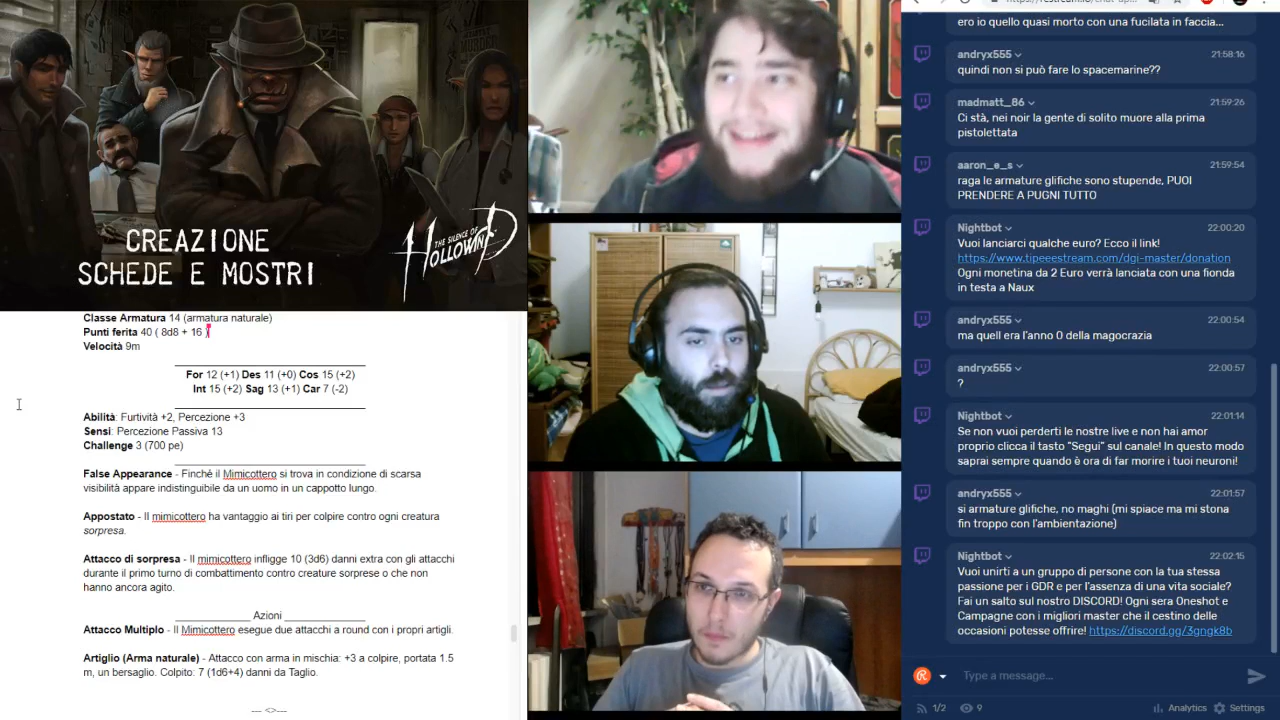 CREAZIONE
SCHEDE E MOSTRI
THE SILENCE OF
HOLLOWIND
Classe Armatura 14 (armatura naturale)
Punti ferita 40 ( 8d8 + 16 )
Velocità 9m
For 12 (+1) Des 11 (+0) Cos 15 (+2)
Int 15 (+2) Sag 13 (+1) Car 7 (-2)
Abilità: Furtività +2, Percezione +3
Sensi: Percezione Passiva 13
Challenge 3 (700 pe)
False Appearance - Finché il Mimicottero si trova in condizione di scarsa
visibilità appare indistinguibile da un uomo in un cappotto lungo.
Appostato - Il mimicottero ha vantaggio ai tiri per colpire contro ogni creatura
sorpresa.
Attacco di sorpresa - Il mimicottero infligge 10 (3d6) danni extra con gli attacchi
durante il primo turno di combattimento contro creature sorprese o che non
hanno ancora agito.
Azioni
Attacco Multiplo - Il Mimicottero esegue due attacchi a round con i propri artigli.
Artiglio (Arma naturale) - Attacco con arma in mischia: +3 a colpire, portata 1.5
m, un bersaglio. Colpito: 7 (1d6+4) danni da Taglio.
--- <>---
ero io quello quasi morto con una fucilata in faccia...
andryx555 21:58:16
quindi non si può fare lo spacemarine??
madmatt_86 21:59:26
Ci stà, nei noir la gente di solito muore alla prima
pistolettata
aaron_e_s 21:59:54
raga le armature glifiche sono stupende, PUOI
PRENDERE A PUGNI TUTTO
Nightbot 22:00:20
Vuoi lanciarci qualche euro? Ecco il link!
https://www.tipeeestream.com/dgi-master/donation
Ogni monetina da 2 Euro verrà lanciata con una fionda
in testa a Naux
andryx555 22:00:54
ma quell era l'anno 0 della magocrazia
andryx555 22:00:57
?
Nightbot 22:01:14
Se non vuoi perderti le nostre live e non hai amor
proprio clicca il tasto "Segui" sul canale! In questo modo
saprai sempre quando è ora di far morire i tuoi neuroni!
andryx555 22:01:57
si armature glifiche, no maghi (mi spiace ma mi stona
fin troppo con l'ambientazione)
Nightbot 22:02:15
Vuoi unirti a un gruppo di persone con la tua stessa
passione per i GDR e per l'assenza di una vita sociale?
Fai un salto sul nostro DISCORD! Ogni sera Oneshot e
Campagne con i migliori master che il cestino delle
occasioni potesse offrire! https://discord.gg/3gngk8b
Type a message...
1/2 9 Analytics Settings